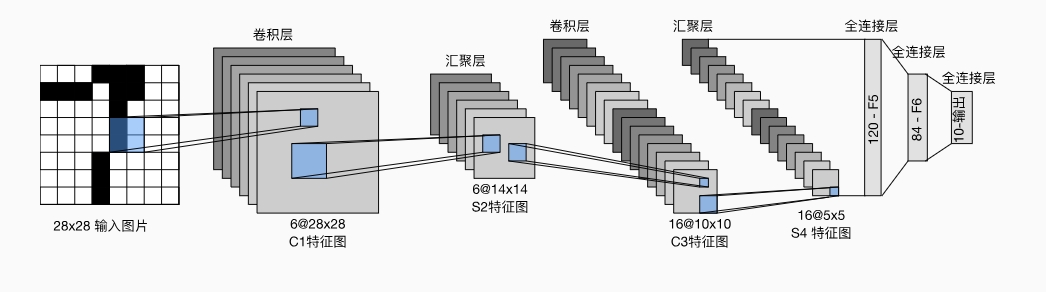 卷积层
汇聚层
卷积层
汇聚层
全连接层
全连接层
全连接层
28x28 输入图片
6@28x28
C1特征图
6@14x14
S2特征图
16@10x10
C3特征图
16@5x5
S4 特征图
120 - F5
84 - F6
10-输出